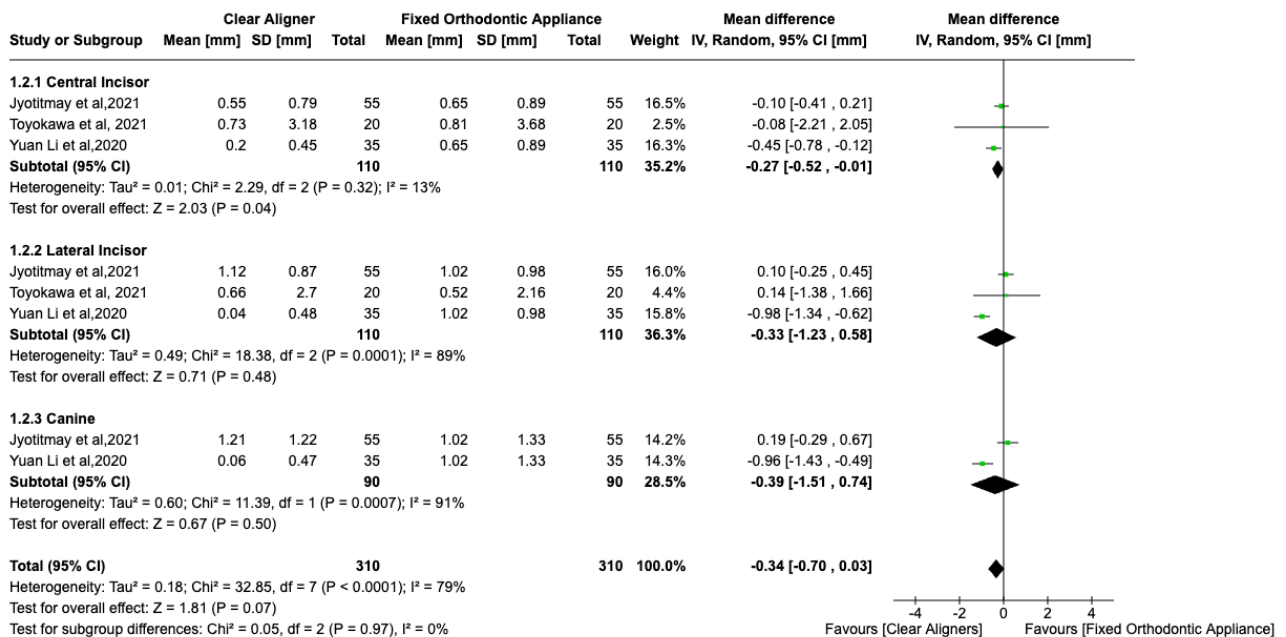 Clear Aligner Fixed Orthodontic Appliance Mean difference Mean difference
Study or Subgroup Mean [mm] SD [mm] Total Mean [mm] SD [mm] Total Weight IV, Random, 95% CI [mm] IV, Random, 95% CI [mm]
1.2.1 Central Incisor
Jyotitmay et al,2021 0.55 0.79 55 0.65 0.89 55 16.5% -0.10 [-0.41 , 0.21]
Toyokawa et al, 2021 0.73 3.18 20 0.81 3.68 20 2.5% -0.08 [-2.21 , 2.05]
Yuan Li et al,2020 0.2 0.45 35 0.65 0.89 35 16.3% -0.45 [-0.78 , -0.12]
Subtotal (95% CI) 110 110 35.2% -0.27 [-0.52 , -0.01]
Heterogeneity: Tau² = 0.01; Chi² = 2.29, df = 2 (P = 0.32); I² = 13%
Test for overall effect: Z = 2.03 (P = 0.04)
1.2.2 Lateral Incisor
Jyotitmay et al,2021 1.12 0.87 55 1.02 0.98 55 16.0% 0.10 [-0.25 , 0.45]
Toyokawa et al, 2021 0.66 2.7 20 0.52 2.16 20 4.4% 0.14 [-1.38 , 1.66]
Yuan Li et al,2020 0.04 0.48 35 1.02 0.98 35 15.8% -0.98 [-1.34 , -0.62]
Subtotal (95% CI) 110 110 36.3% -0.33 [-1.23 , 0.58]
Heterogeneity: Tau² = 0.49; Chi² = 18.38, df = 2 (P = 0.0001); I² = 89%
Test for overall effect: Z = 0.71 (P = 0.48)
1.2.3 Canine
Jyotitmay et al,2021 1.21 1.22 55 1.02 1.33 55 14.2% 0.19 [-0.29 , 0.67]
Yuan Li et al,2020 0.06 0.47 35 1.02 1.33 35 14.3% -0.96 [-1.43 , -0.49]
Subtotal (95% CI) 90 90 28.5% -0.39 [-1.51 , 0.74]
Heterogeneity: Tau² = 0.60; Chi² = 11.39, df = 1 (P = 0.0007); I² = 91%
Test for overall effect: Z = 0.67 (P = 0.50)
Total (95% CI) 310 310 100.0% -0.34 [-0.70 , 0.03]
Heterogeneity: Tau² = 0.18; Chi² = 32.85, df = 7 (P < 0.0001); I² = 79%
Test for overall effect: Z = 1.81 (P = 0.07)
-4 -2 0 2 4
Test for subgroup differences: Chi² = 0.05, df = 2 (P = 0.97), I² = 0%
Favours [Clear Aligners] Favours [Fixed Orthodontic Appliance]